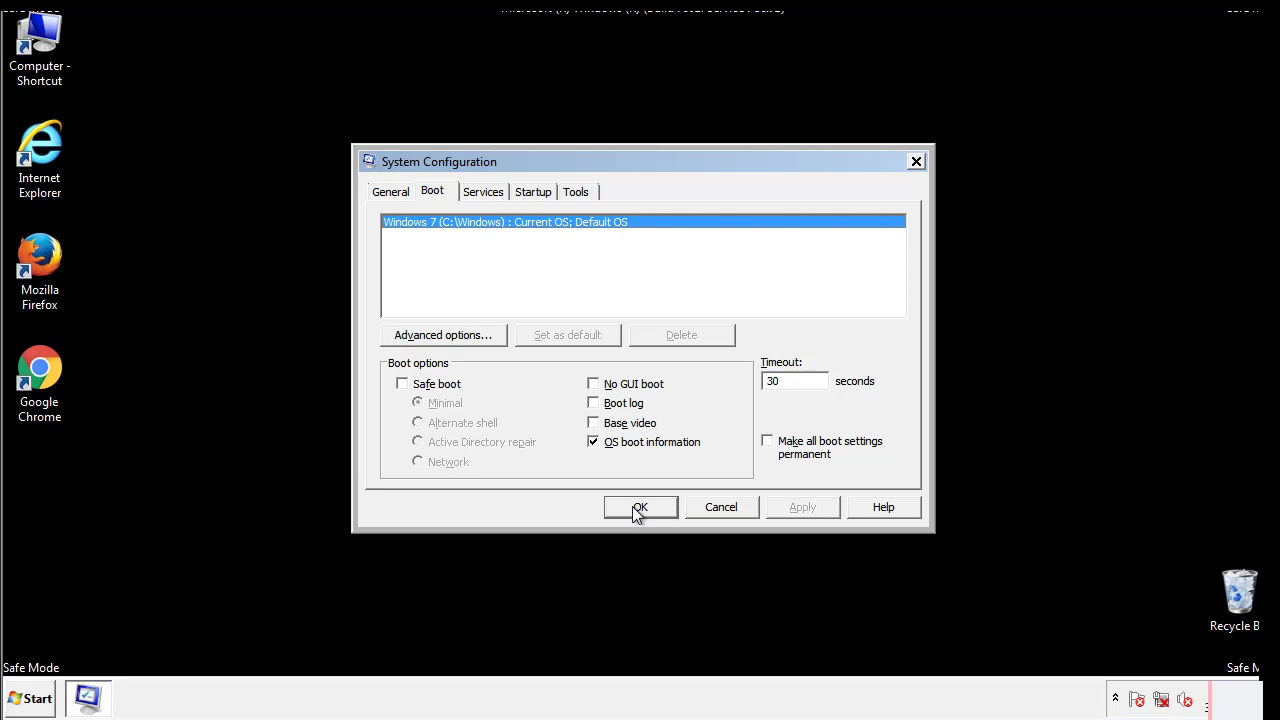 Computer -
Shortcut
Internet
Explorer
Mozilla
Firefox
Google
Chrome
System Configuration
General Boot Services Startup Tools
Windows 7 (C:\Windows) : Current OS; Default OS
Advanced options... Set as default Delete
Boot options
Safe boot
Minimal
Alternate shell
Active Directory repair
Network
No GUI boot
Boot log
Base video
OS boot information
Timeout:
30 seconds
Make all boot settings
permanent
OK Cancel Apply Help
Recycle B
Safe Mode
Safe M
Start